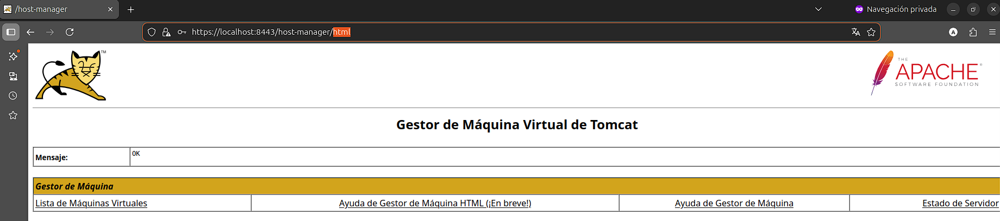 /host-manager
Navegación privada
https://localhost:8443/host-manager/html
A
TM
THE
APACHE®
SOFTWARE FOUNDATION
Gestor de Máquina Virtual de Tomcat
Mensaje: OK
Gestor de Máquina
Lista de Máquinas Virtuales Ayuda de Gestor de Máquina HTML (¡En breve!) Ayuda de Gestor de Máquina Estado de Servidor